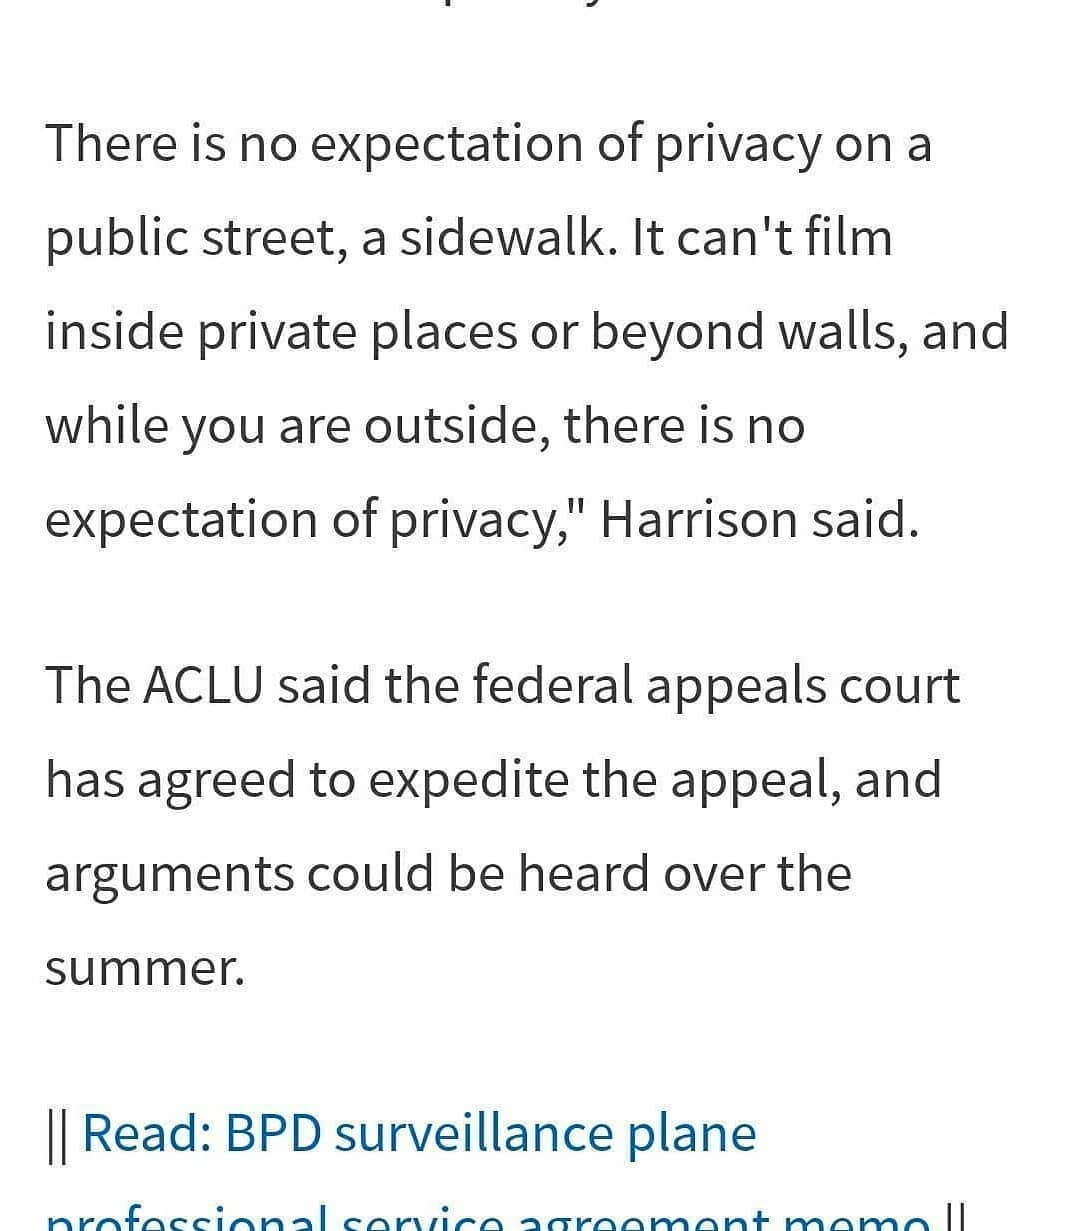 There is no expectation of privacy on a
public street, a sidewalk. It can't film
inside private places or beyond walls, and
while you are outside, there is no
expectation of privacy," Harrison said.
The ACLU said the federal appeals court
has agreed to expedite the appeal, and
arguments could be heard over the
summer.
|| Read: BPD surveillance plane
professional service agreement memo ||